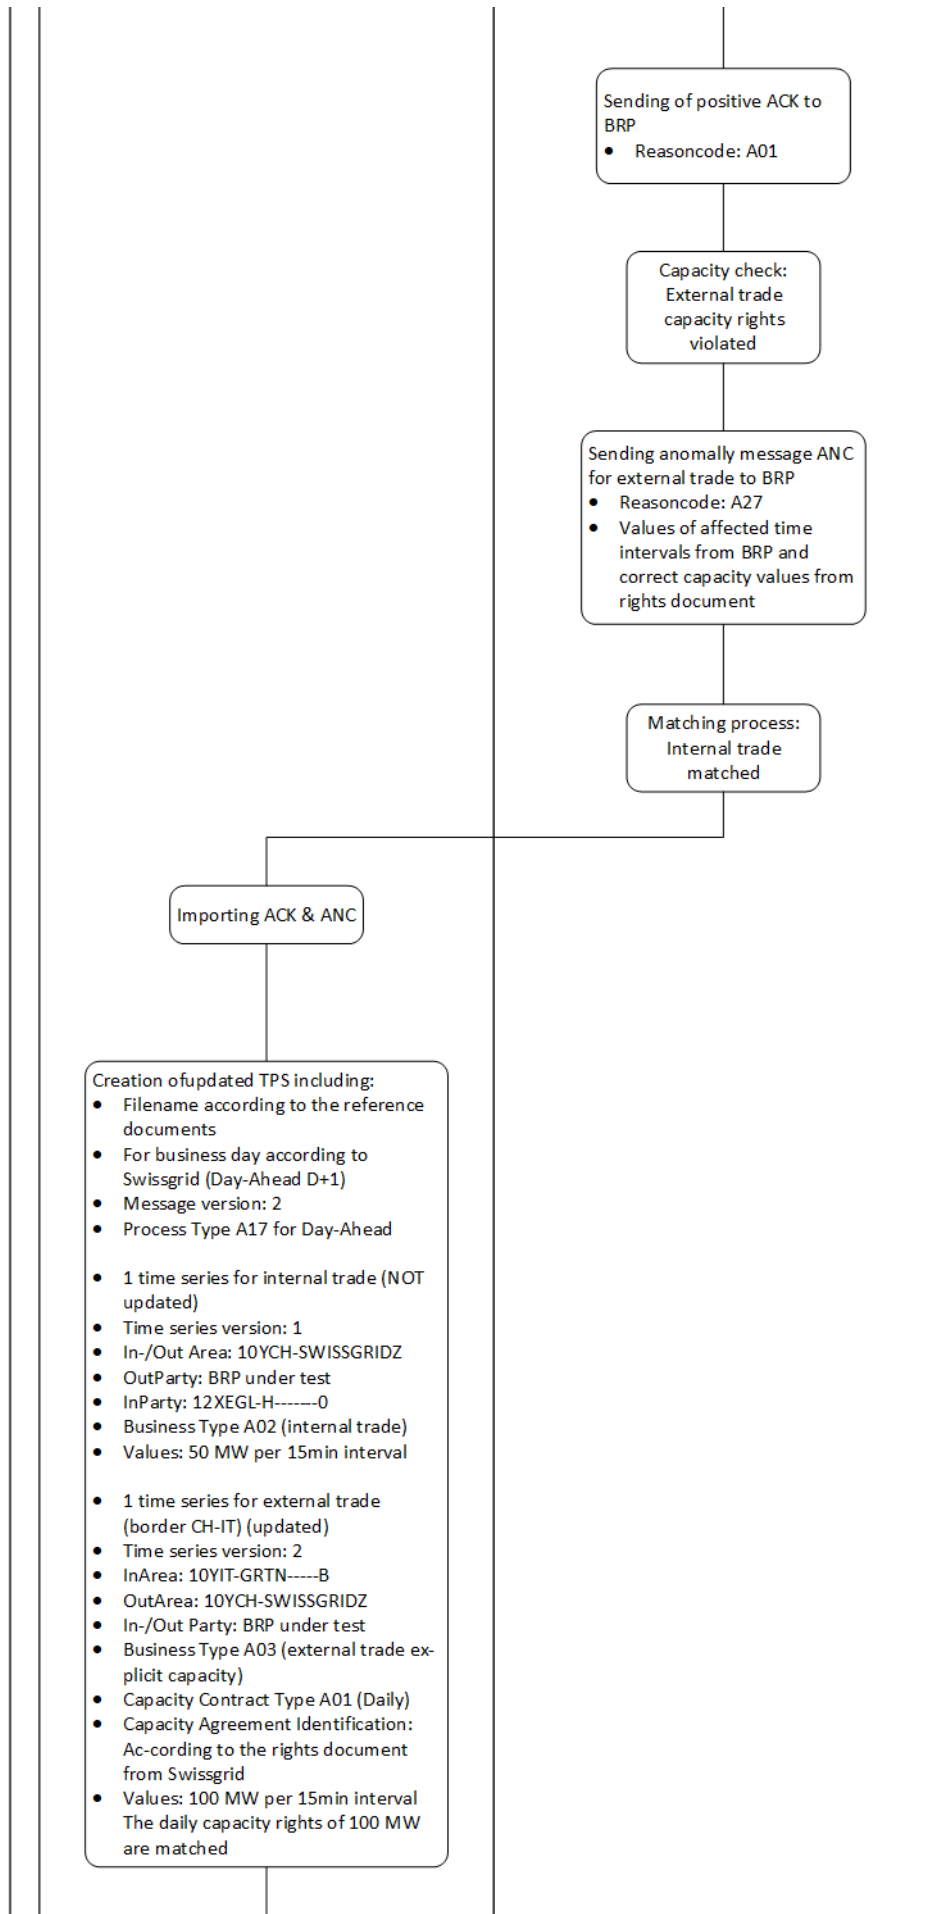 Sending of positive ACK to
BRP
• Reasoncode: A01
Capacity check:
External trade
capacity rights
violated
Sending anomally message ANC
for external trade to BRP
• Reasoncode: A27
• Values of affected time
intervals from BRP and
correct capacity values from
rights document
Matching process:
Internal trade
matched
Importing ACK & ANC
Creation ofupdated TPS including:
• Filename according to the reference
documents
• For business day according to
Swissgrid (Day-Ahead D+1)
• Message version: 2
• Process Type A17 for Day-Ahead
• 1 time series for internal trade (NOT
updated)
• Time series version: 1
• In-/Out Area: 10YCH-SWISSGRIDZ
• OutParty: BRP under test
• InParty: 12XEGL-H-------0
• Business Type A02 (internal trade)
• Values: 50 MW per 15min interval
• 1 time series for external trade
(border CH-IT) (updated)
• Time series version: 2
• InArea: 10YIT-GRTN-----B
• OutArea: 10YCH-SWISSGRIDZ
• In-/Out Party: BRP under test
• Business Type A03 (external trade ex-
plicit capacity)
• Capacity Contract Type A01 (Daily)
• Capacity Agreement Identification:
Ac-cording to the rights document
from Swissgrid
• Values: 100 MW per 15min interval
The daily capacity rights of 100 MW
are matched